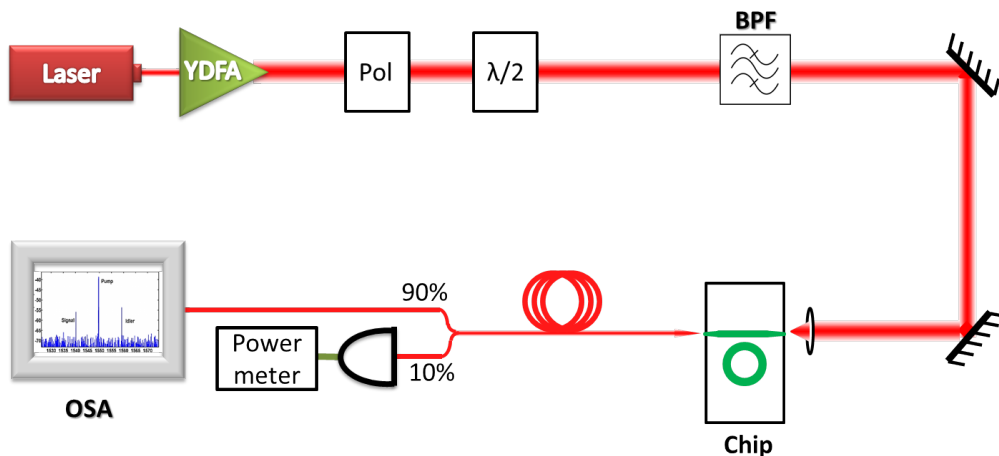 BPF
Laser
YDFA
Pol
λ/2
Pump
Signal
Idler
90%
Power
meter
10%
OSA
Chip